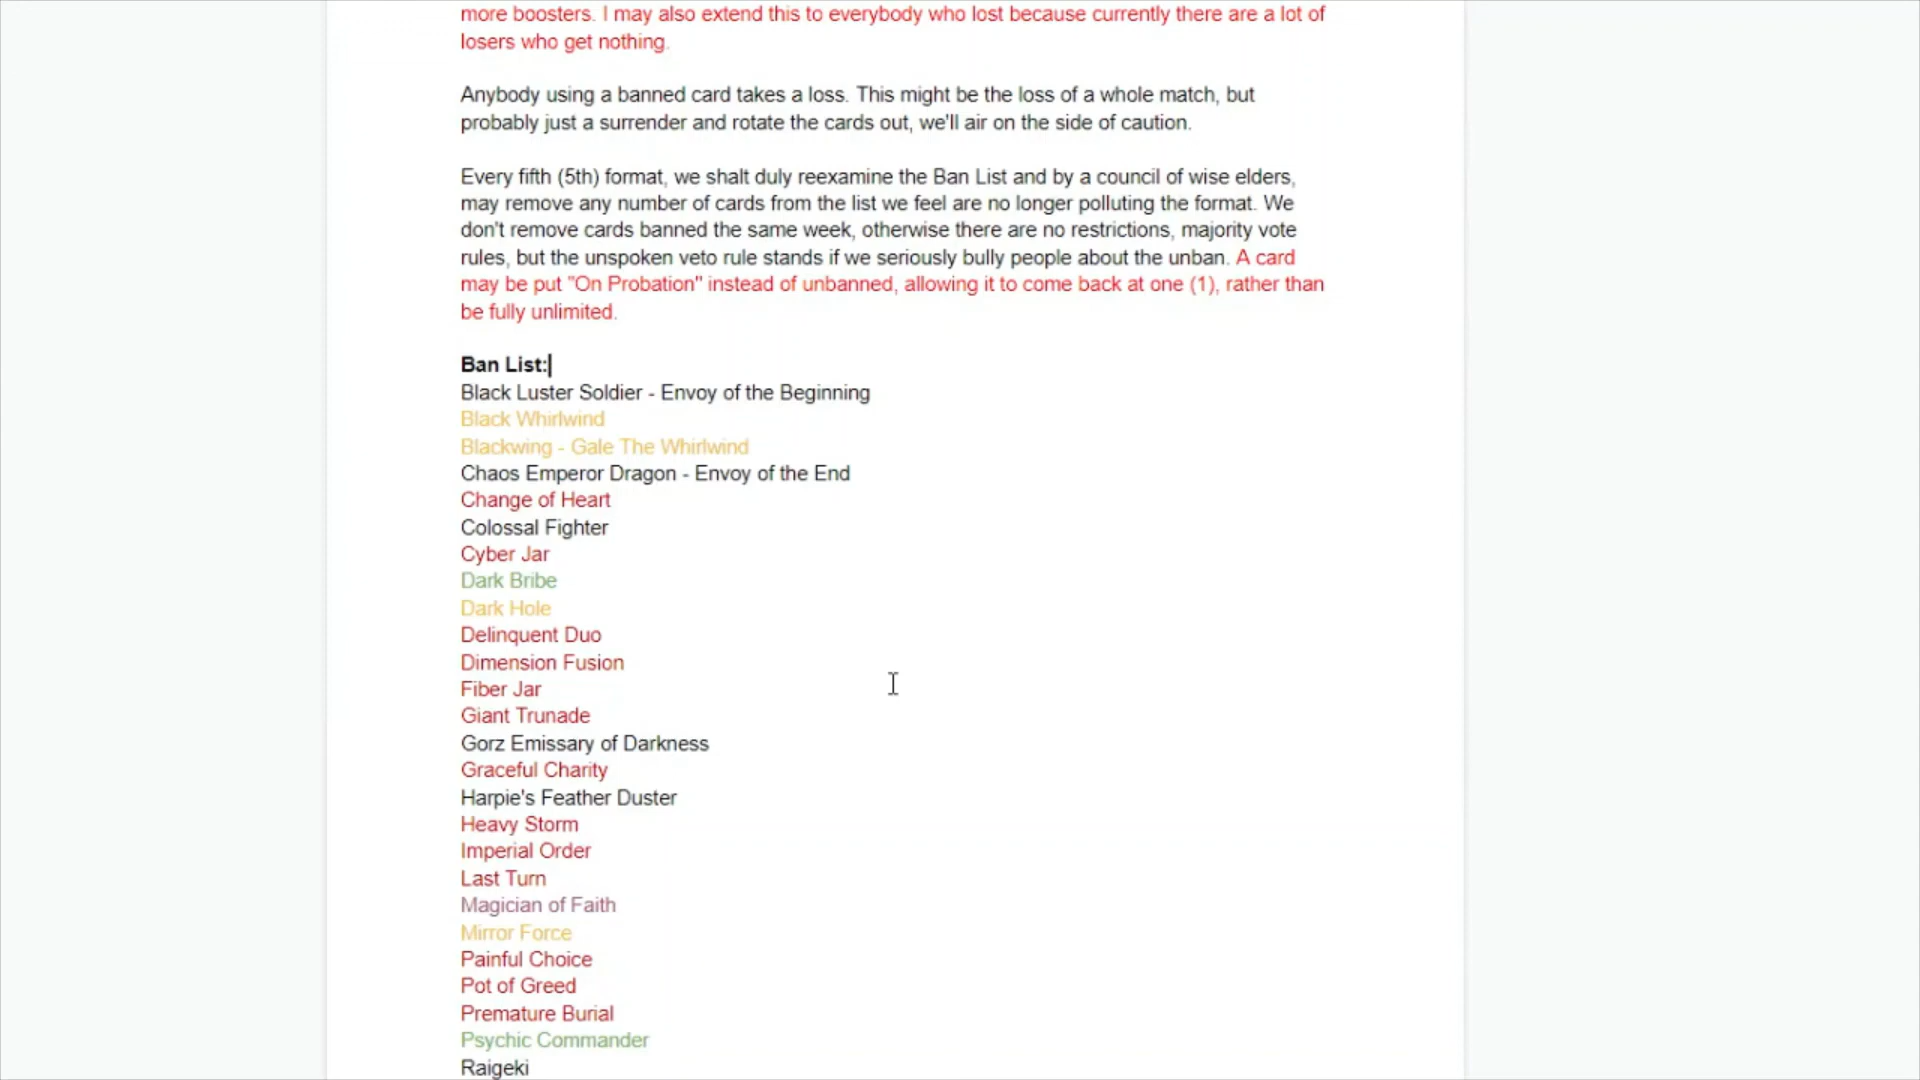 more boosters. I may also extend this to everybody who lost because currently there are a lot of
losers who get nothing.
Anybody using a banned card takes a loss. This might be the loss of a whole match, but
probably just a surrender and rotate the cards out, we'll air on the side of caution.
Every fifth (5th) format, we shalt duly reexamine the Ban List and by a council of wise elders,
may remove any number of cards from the list we feel are no longer polluting the format. We
don't remove cards banned the same week, otherwise there are no restrictions, majority vote
rules, but the unspoken veto rule stands if we seriously bully people about the unban. A card
may be put "On Probation" instead of unbanned, allowing it to come back at one (1), rather than
be fully unlimited.
Ban List:
Black Luster Soldier - Envoy of the Beginning
Black Whirlwind
Blackwing - Gale The Whirlwind
Chaos Emperor Dragon - Envoy of the End
Change of Heart
Colossal Fighter
Cyber Jar
Dark Bribe
Dark Hole
Delinquent Duo
Dimension Fusion
Fiber Jar
Giant Trunade
Gorz Emissary of Darkness
Graceful Charity
Harpie's Feather Duster
Heavy Storm
Imperial Order
Last Turn
Magician of Faith
Mirror Force
Painful Choice
Pot of Greed
Premature Burial
Psychic Commander
Raigeki